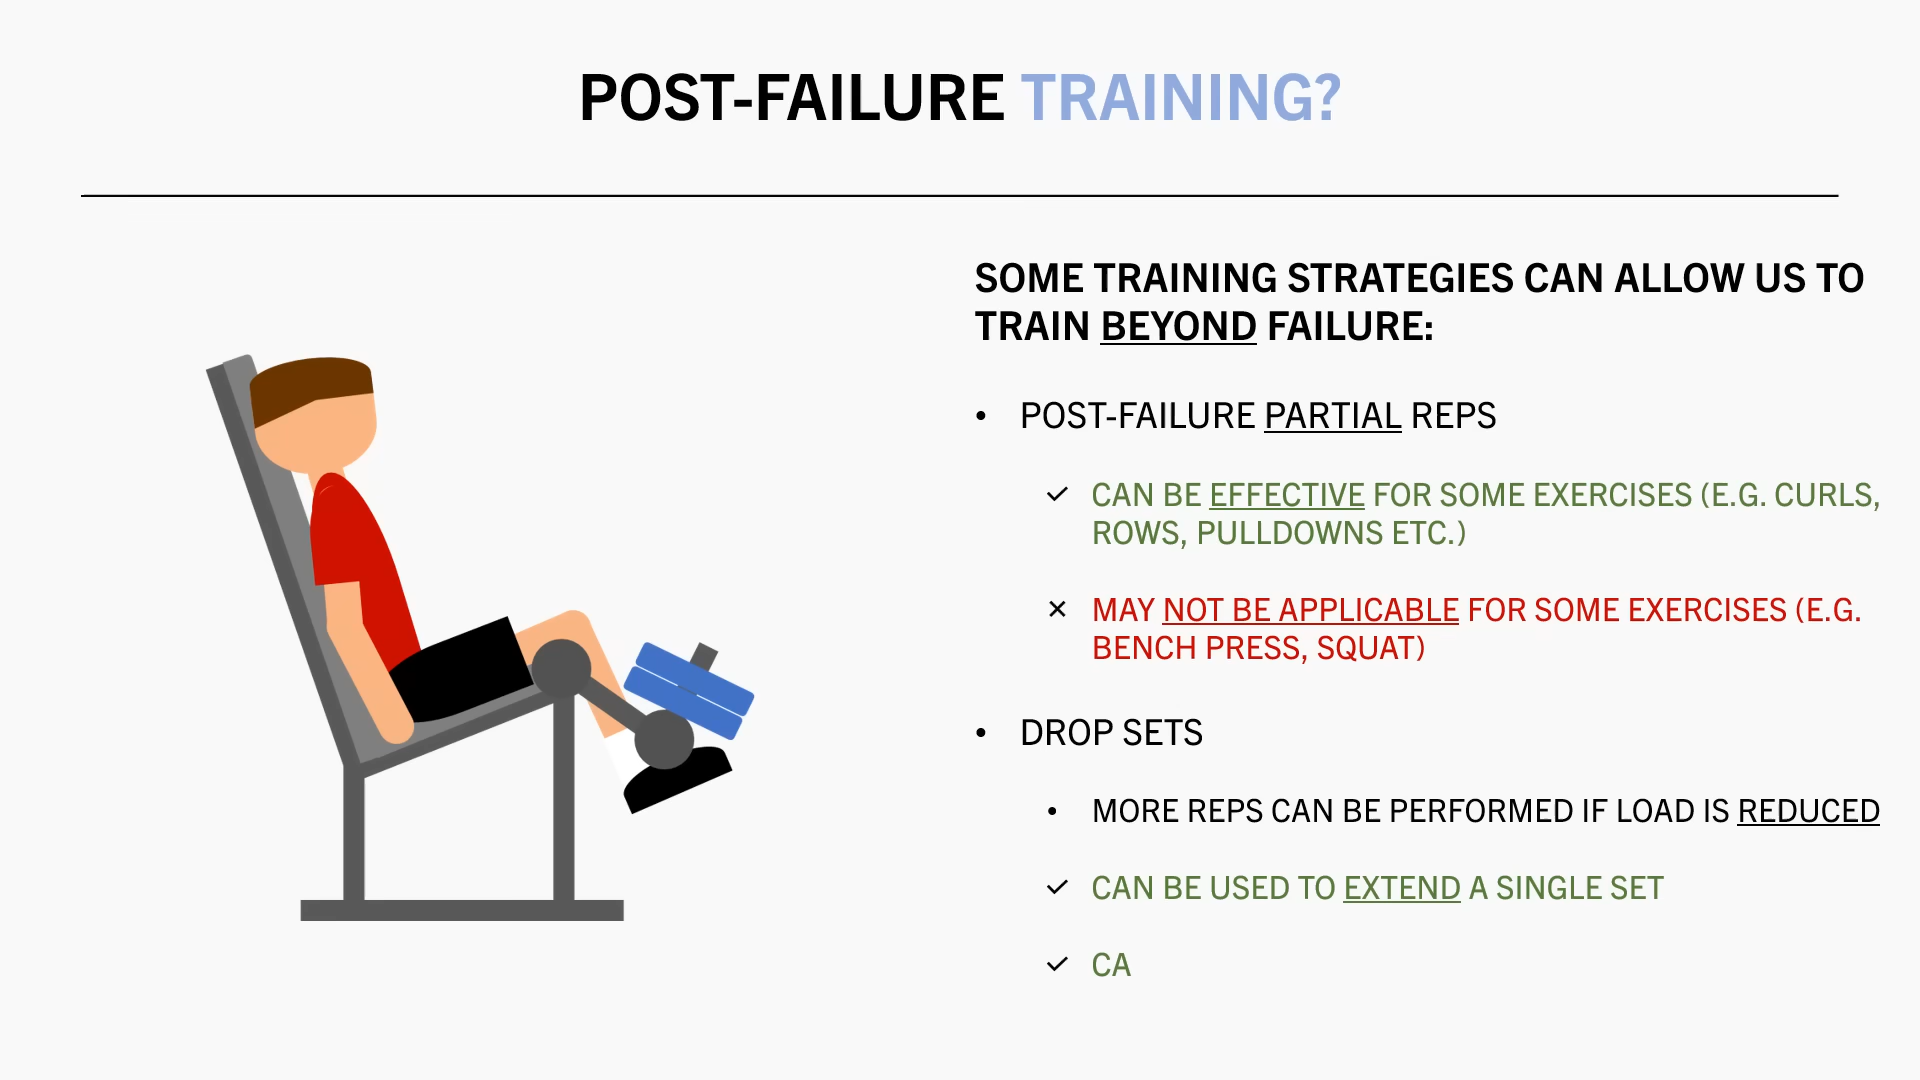 POST-FAILURE TRAINING?
SOME TRAINING STRATEGIES CAN ALLOW US TO
TRAIN BEYOND FAILURE:
• POST-FAILURE PARTIAL REPS
✓ CAN BE EFFECTIVE FOR SOME EXERCISES (E.G. CURLS,
ROWS, PULLDOWNS ETC.)
✕ MAY NOT BE APPLICABLE FOR SOME EXERCISES (E.G.
BENCH PRESS, SQUAT)
• DROP SETS
• MORE REPS CAN BE PERFORMED IF LOAD IS REDUCED
✓ CAN BE USED TO EXTEND A SINGLE SET
✓ CA